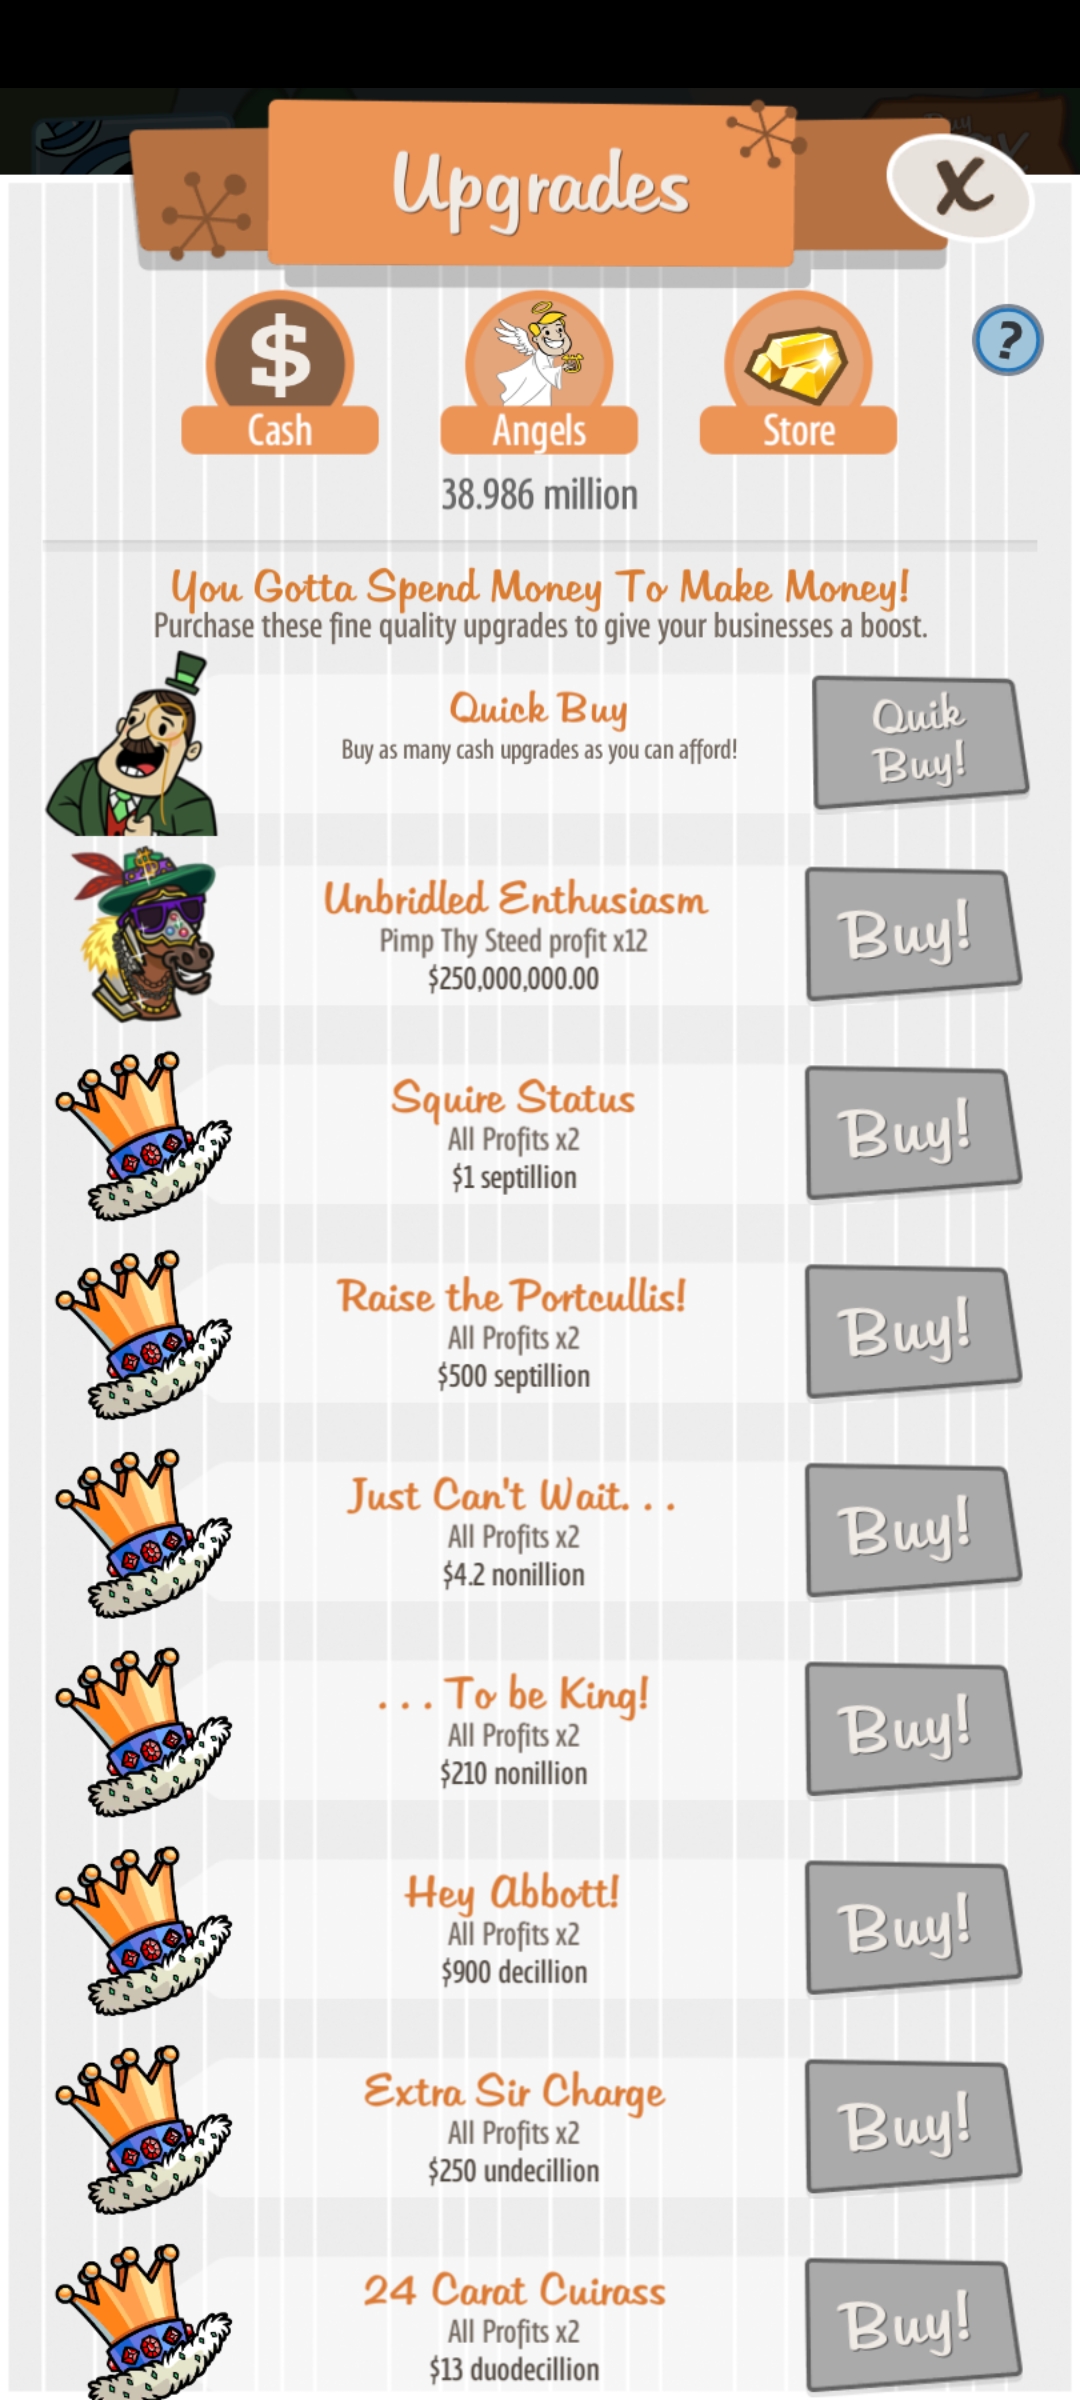 Upgrades
X
$
?
Cash
Angels
Store
38.986 million
You Gotta Spend Money To Make Money!
Purchase these fine quality upgrades to give your businesses a boost.
Quick Buy
Buy as many cash upgrades as you can afford!
Quik
Buy!
Unbridled Enthusiasm
Pimp Thy Steed profit x12
$250,000,000.00
Buy!
Squire Status
All Profits x2
$1 septillion
Buy!
Raise the Portcullis!
All Profits x2
$500 septillion
Buy!
Just Can't Wait. . .
All Profits x2
$4.2 nonillion
Buy!
. . . To be King!
All Profits x2
$210 nonillion
Buy!
Hey Abbott!
All Profits x2
$900 decillion
Buy!
Extra Sir Charge
All Profits x2
$250 undecillion
Buy!
24 Carat Cuirass
All Profits x2
$13 duodecillion
Buy!